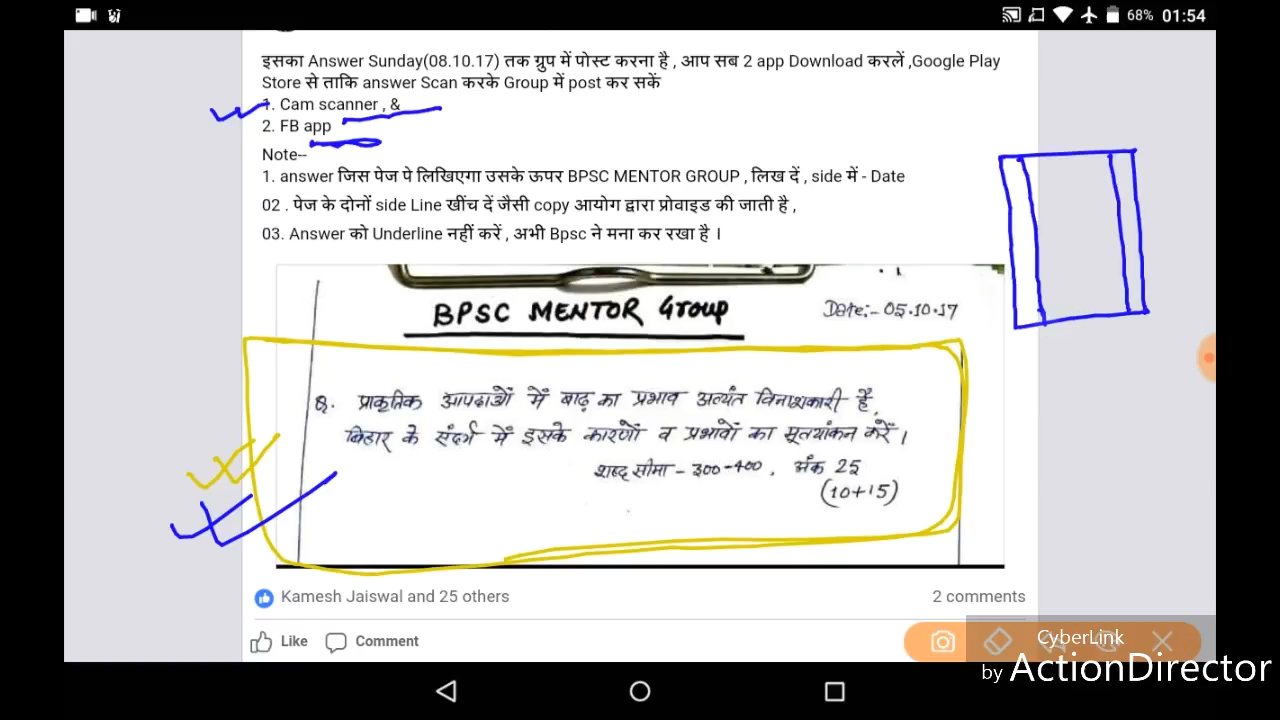 68% 01:54
इसका Answer Sunday(08.10.17) तक ग्रुप में पोस्ट करना है , आप सब 2 app Download करलें ,Google Play
Store से ताकि answer Scan करके Group में post कर सकें
1. Cam scanner , &
2. FB app
Note--
1. answer जिस पेज पे लिखिएगा उसके ऊपर BPSC MENTOR GROUP , लिख दें , side में - Date
02 . पेज के दोनों side Line खींच दें जैसी copy आयोग द्वारा प्रोवाइड की जाती है ,
03. Answer को Underline नहीं करें , अभी Bpsc ने मना कर रखा है ।
BPSC MENTOR Group
Date:- 05.10.17
Q. प्राकृतिक आपदाओं में बाढ़ का प्रभाव अत्यंत विनाशकारी है,
बिहार के संदर्भ में इसके कारणों व प्रभावों का मूल्यांकन करें।
शब्द सीमा - 300-400, अंक 25
(10+15)
Kamesh Jaiswal and 25 others
2 comments
Like
Comment
CyberLink
by ActionDirector